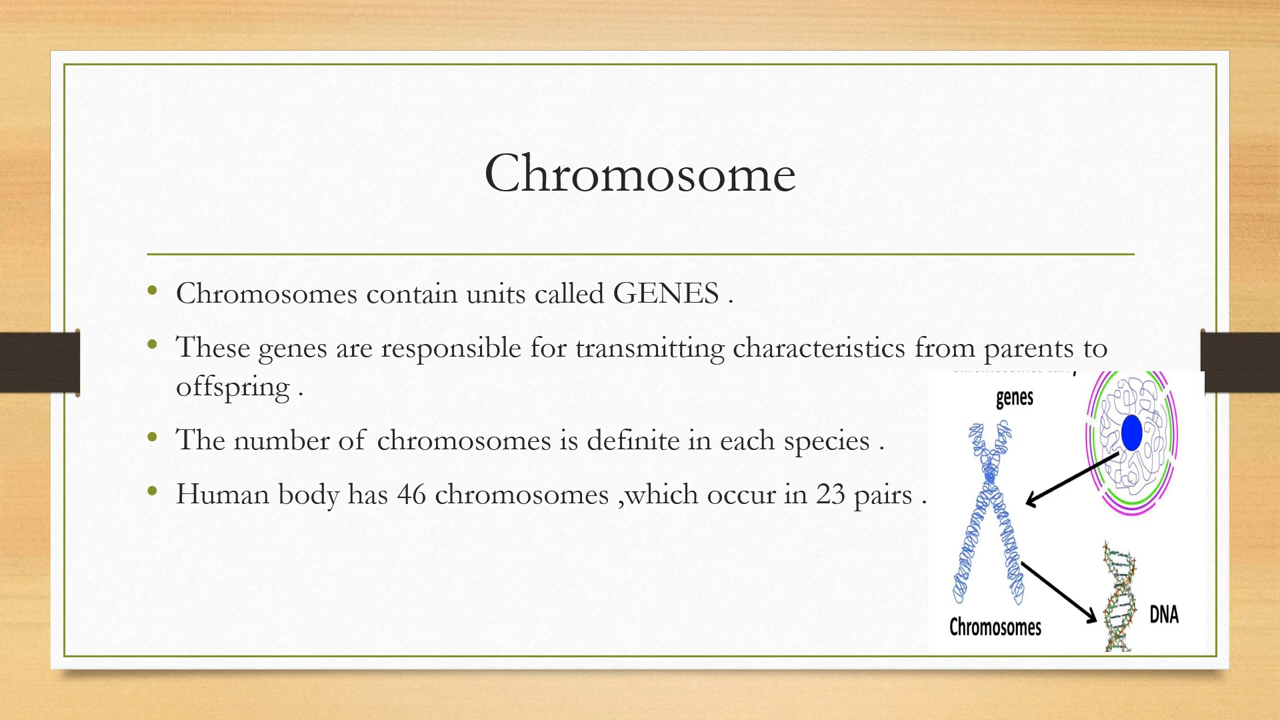 Chromosome
• Chromosomes contain units called GENES .
• These genes are responsible for transmitting characteristics from parents to
offspring .
• The number of chromosomes is definite in each species .
• Human body has 46 chromosomes ,which occur in 23 pairs .
genes
Chromosomes
DNA